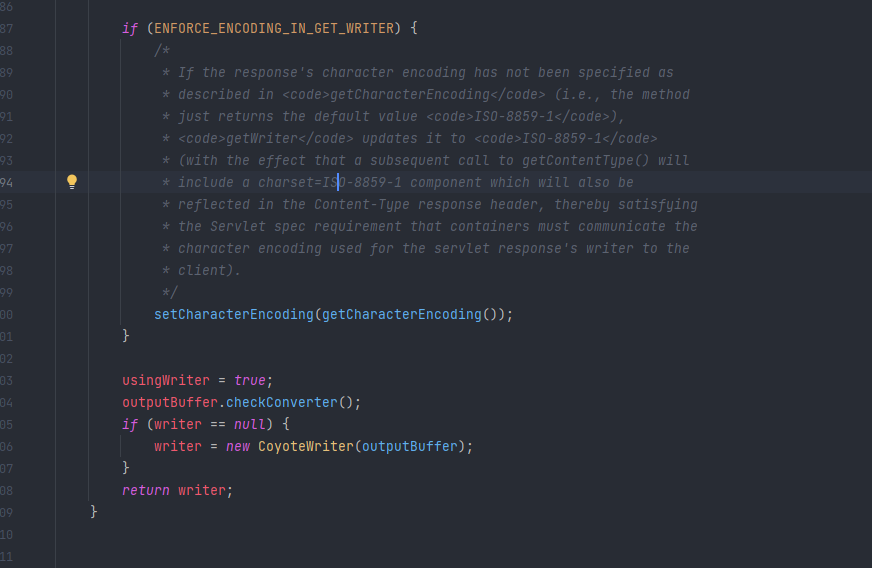 86
87 if (ENFORCE_ENCODING_IN_GET_WRITER) {
88 /*
89 * If the response's character encoding has not been specified as
90 * described in <code>getCharacterEncoding</code> (i.e., the method
91 * just returns the default value <code>ISO-8859-1</code>),
92 * <code>getWriter</code> updates it to <code>ISO-8859-1</code>
93 * (with the effect that a subsequent call to getContentType() will
94 * include a charset=ISO-8859-1 component which will also be
95 * reflected in the Content-Type response header, thereby satisfying
96 * the Servlet spec requirement that containers must communicate the
97 * character encoding used for the servlet response's writer to the
98 * client).
99 */
00 setCharacterEncoding(getCharacterEncoding());
01 }
02
03 usingWriter = true;
04 outputBuffer.checkConverter();
05 if (writer == null) {
06 writer = new CoyoteWriter(outputBuffer);
07 }
08 return writer;
09 }
10
11